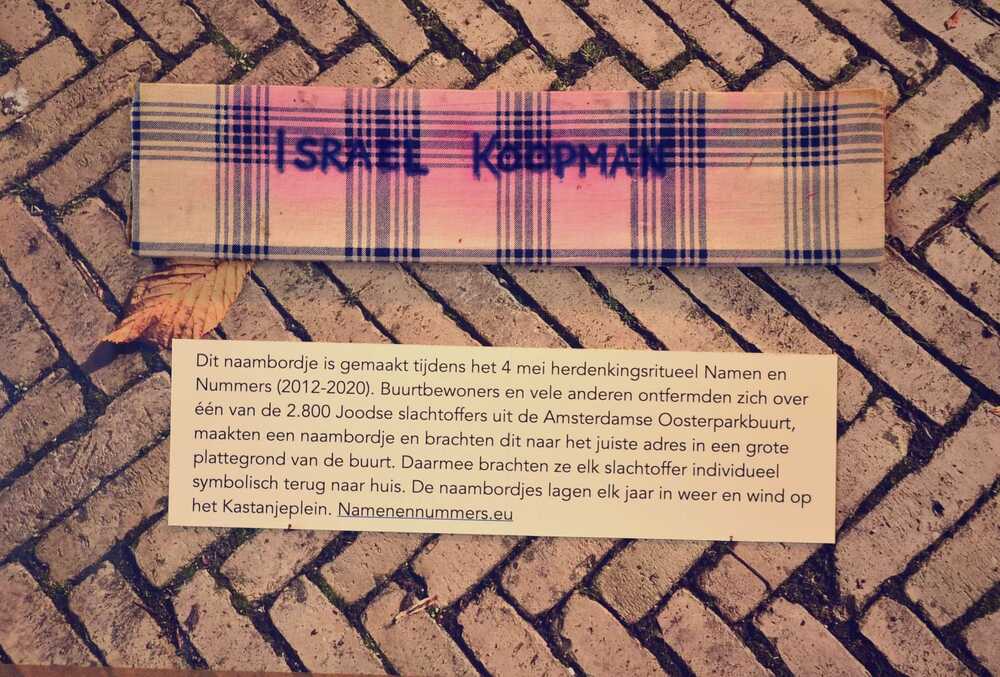 ISRAEL KOOPMAN
Dit naambordje is gemaakt tijdens het 4 mei herdenkingsritueel Namen en
Nummers (2012-2020). Buurtbewoners en vele anderen ontfermden zich over
één van de 2.800 Joodse slachtoffers uit de Amsterdamse Oosterparkbuurt,
maakten een naambordje en brachten dit naar het juiste adres in een grote
plattegrond van de buurt. Daarmee brachten ze elk slachtoffer individueel
symbolisch terug naar huis. De naambordjes lagen elk jaar in weer en wind op
het Kastanjeplein. Namenennummers.eu